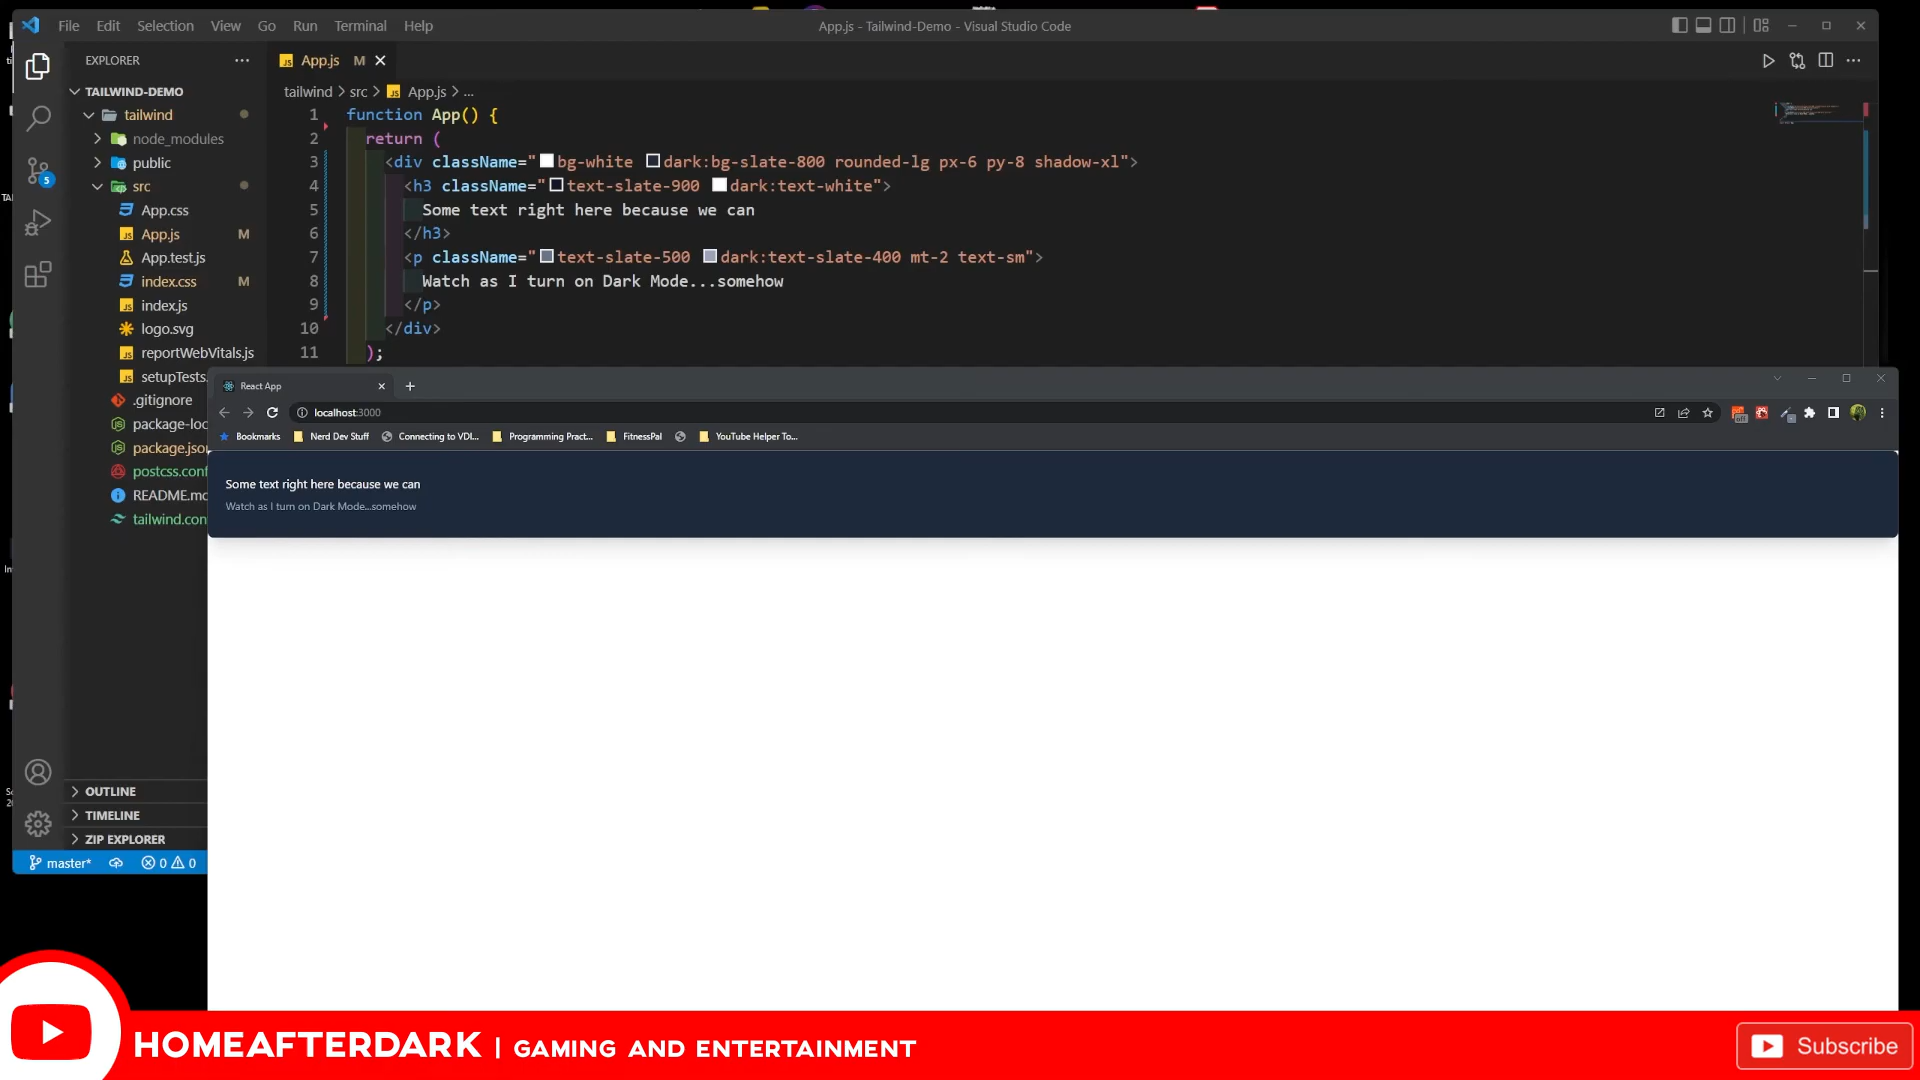 File Edit Selection View Go Run Terminal Help
App.js - Tailwind-Demo - Visual Studio Code
EXPLORER
App.js M
TAILWIND-DEMO
tailwind
node_modules
public
src
App.css
App.js M
App.test.js
index.css M
index.js
logo.svg
reportWebVitals.js
setupTests.
.gitignore
package-loc
package.jso
postcss.conf
README.m
tailwind.con
OUTLINE
TIMELINE
ZIP EXPLORER
master* 0 0
5
tailwind > src > App.js > ...
1 function App() {
2 return (
3 <div className="bg-white dark:bg-slate-800 rounded-lg px-6 py-8 shadow-xl">
4 <h3 className="text-slate-900 dark:text-white">
5 Some text right here because we can
6 </h3>
7 <p className="text-slate-500 dark:text-slate-400 mt-2 text-sm">
8 Watch as I turn on Dark Mode...somehow
9 </p>
10 </div>
11 );
React App
localhost:3000
Bookmarks Nerd Dev Stuff Connecting to VDI... Programming Pract... FitnessPal YouTube Helper To...
Some text right here because we can
Watch as I turn on Dark Mode...somehow
HOMEAFTERDARK | GAMING AND ENTERTAINMENT
Subscribe